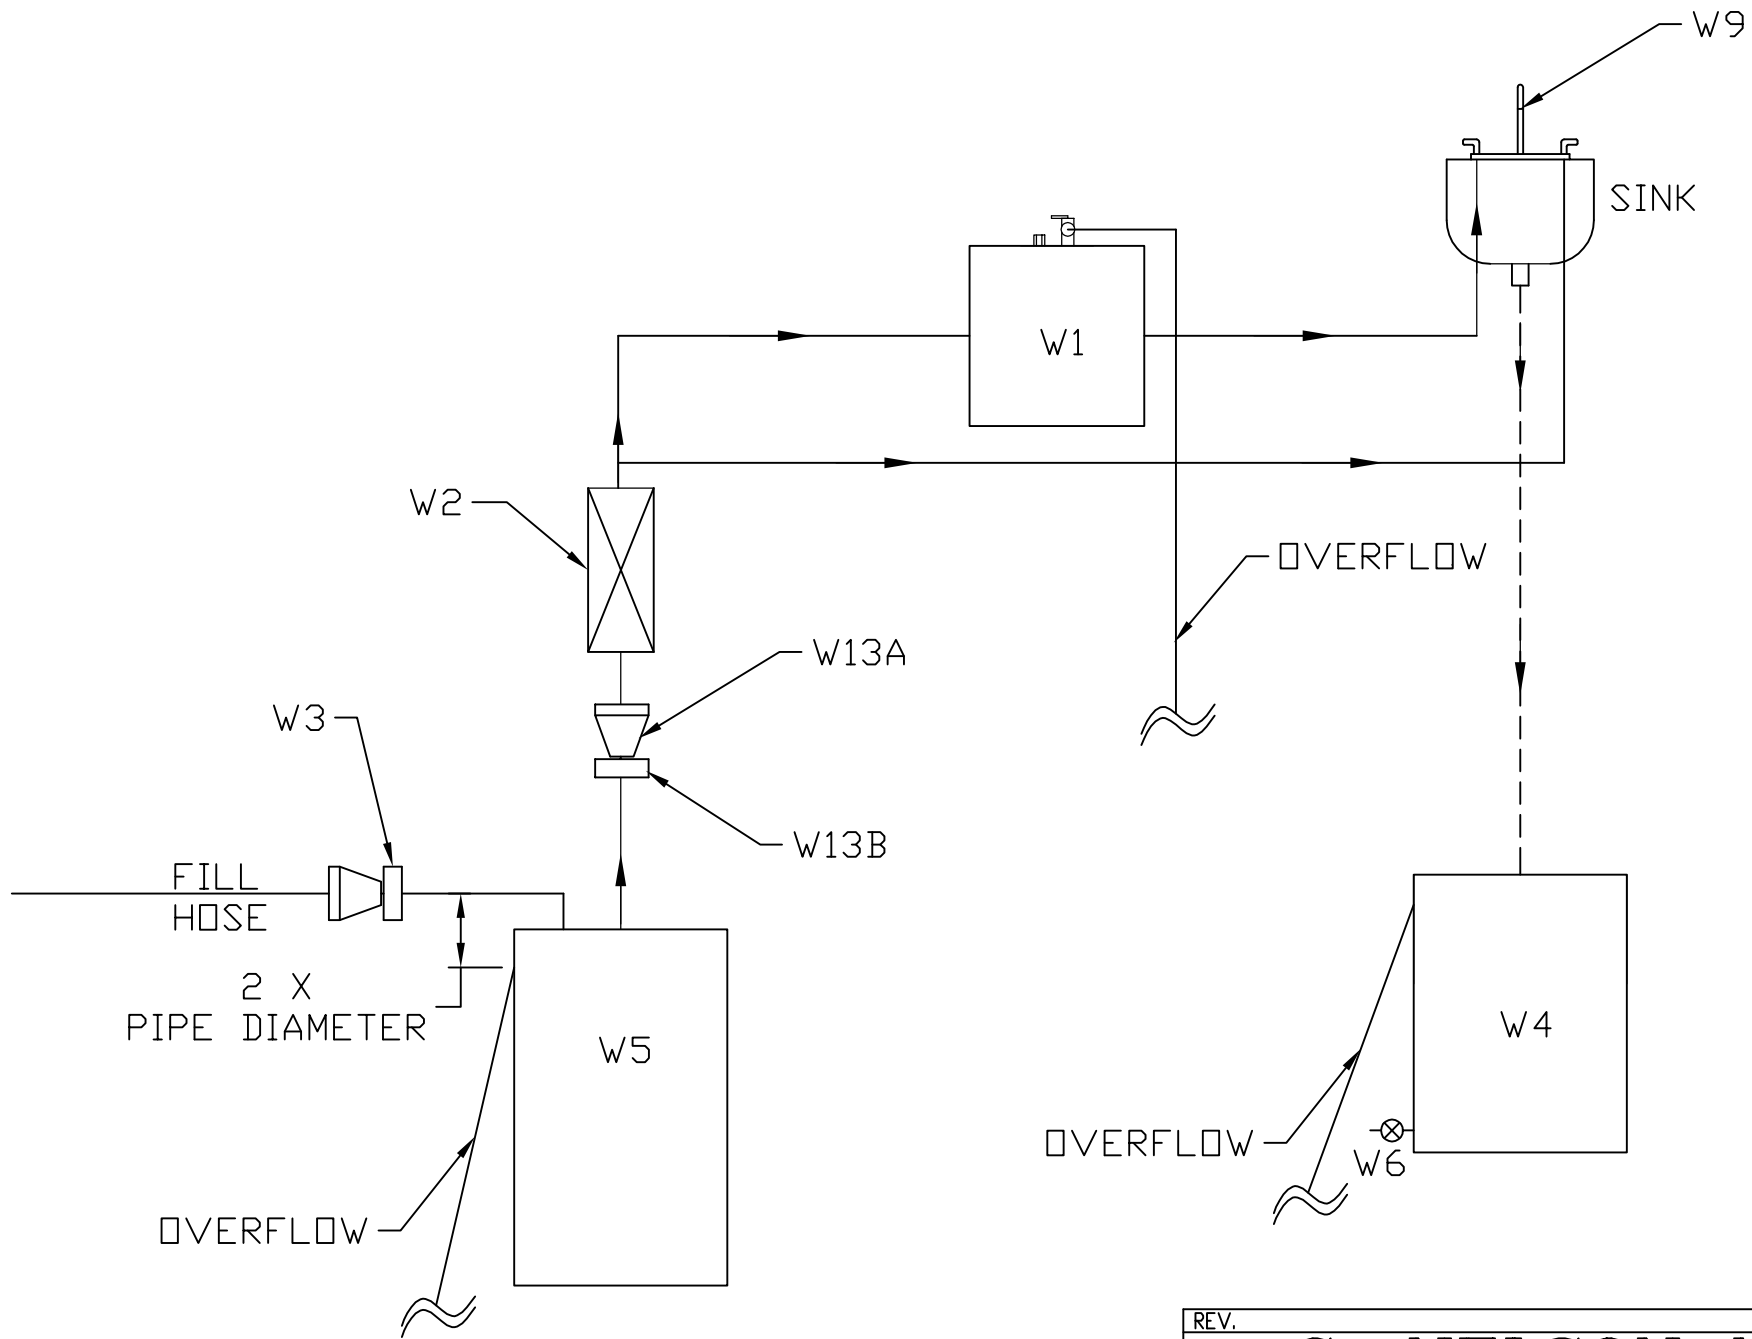 W9
SINK
W1
W2
OVERFLOW
W13A
W3
W13B
FILL
HOSE
2 X
PIPE DIAMETER
W5
W4
OVERFLOW
W6
OVERFLOW
REV.